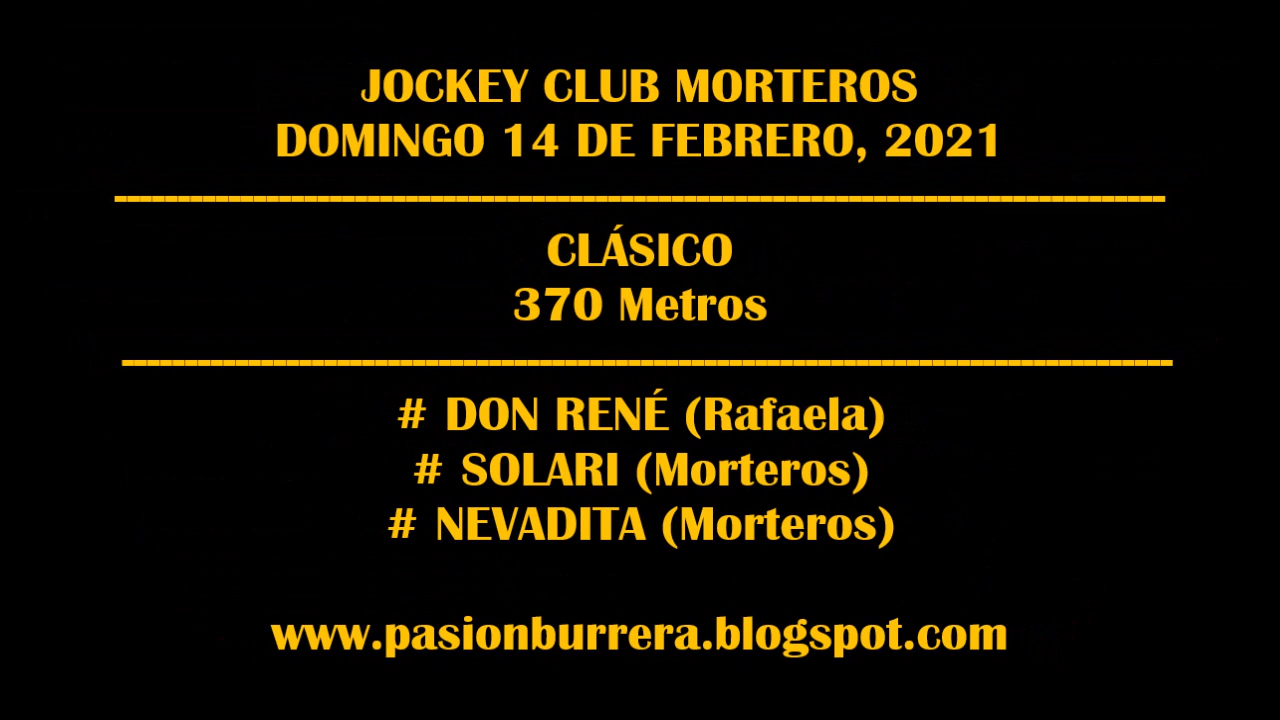 JOCKEY CLUB MORTEROS
DOMINGO 14 DE FEBRERO, 2021
CLÁSICO
370 Metros
# DON RENÉ (Rafaela)
# SOLARI (Morteros)
# NEVADITA (Morteros)
www.pasionburrera.blogspot.com